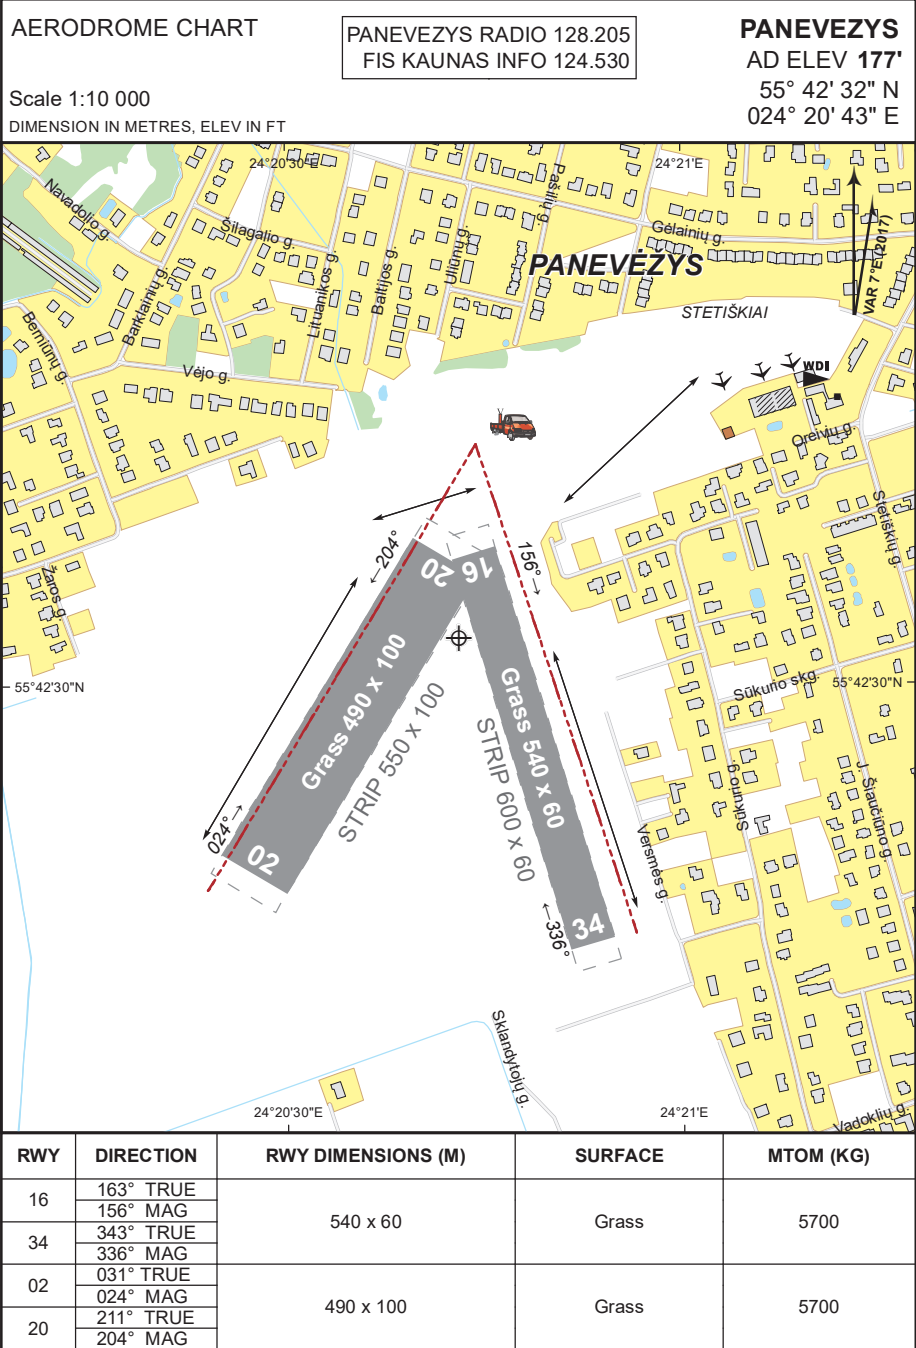 AERODROME CHART
PANEVEZYS RADIO 128.205
FIS KAUNAS INFO 124.530
PANEVEZYS
AD ELEV 177'
55° 42' 32" N
024° 20' 43" E
Scale 1:10 000
DIMENSION IN METRES, ELEV IN FT
24°20'30"E
24°21'E
Navadolio g.
Šilagalio g.
Pašilių g.
Gėlainių g.
PANEVĖŽYS
VAR 7°E (2017)
Barklainių g.
Lituanikos g.
Baltijos g.
Uliūnų g.
STETIŠKIAI
Berniūnų g.
Vėjo g.
WDI
Oreivių g.
Stetiškių g.
←204°
156°→
20
16
Žaros g.
55°42'30"N
55°42'30"N
Grass 490 x 100
STRIP 550 x 100
Grass 540 x 60
STRIP 600 x 60
Sūkurio skg.
Sūkurio g.
J. Šiaučiūno g.
Versmės g.
024°→
02
←336°
34
Sklandytojų g.
Vadoklių g.
24°20'30"E
24°21'E
RWY DIRECTION RWY DIMENSIONS (M) SURFACE MTOM (KG)
16 163° TRUE
156° MAG
540 x 60 Grass 5700
34 343° TRUE
336° MAG
02 031° TRUE
024° MAG
490 x 100 Grass 5700
20 211° TRUE
204° MAG